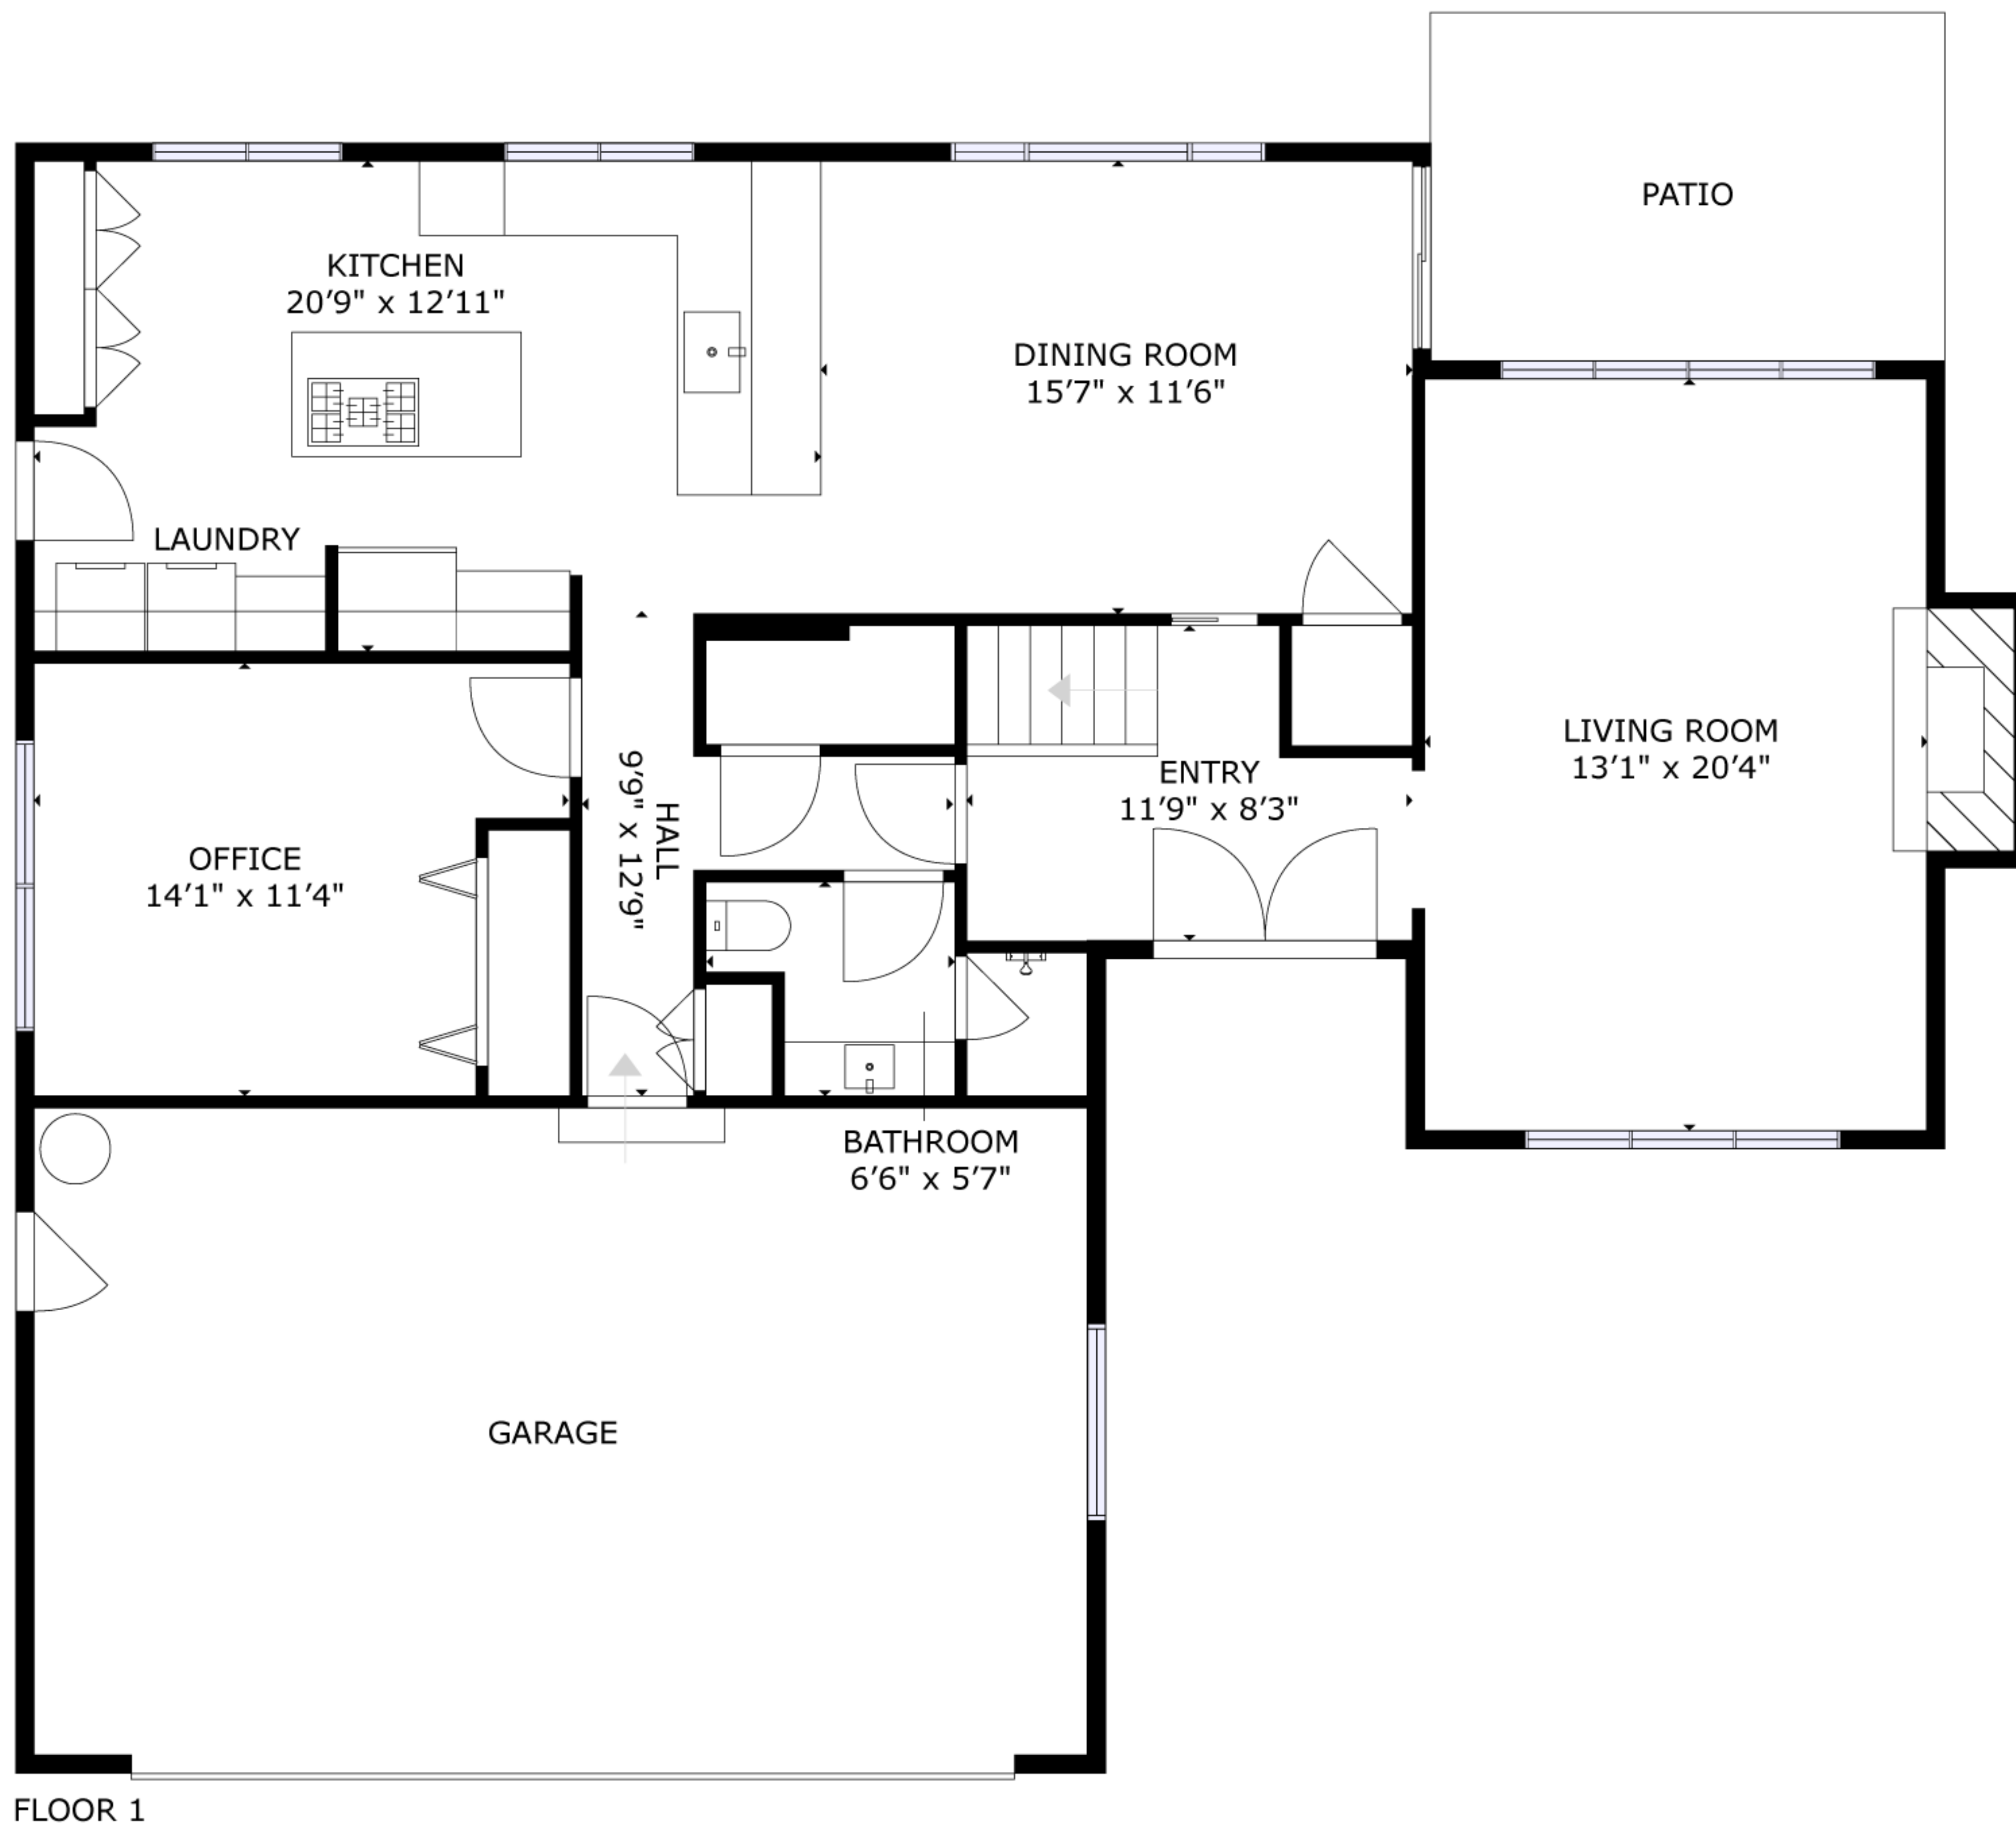 PATIO
KITCHEN
20'9" x 12'11"
DINING ROOM
15'7" x 11'6"
LAUNDRY
LIVING ROOM
13'1" x 20'4"
ENTRY
11'9" x 8'3"
HALL
9'9" x 12'9"
OFFICE
14'1" x 11'4"
BATHROOM
6'6" x 5'7"
GARAGE
FLOOR 1